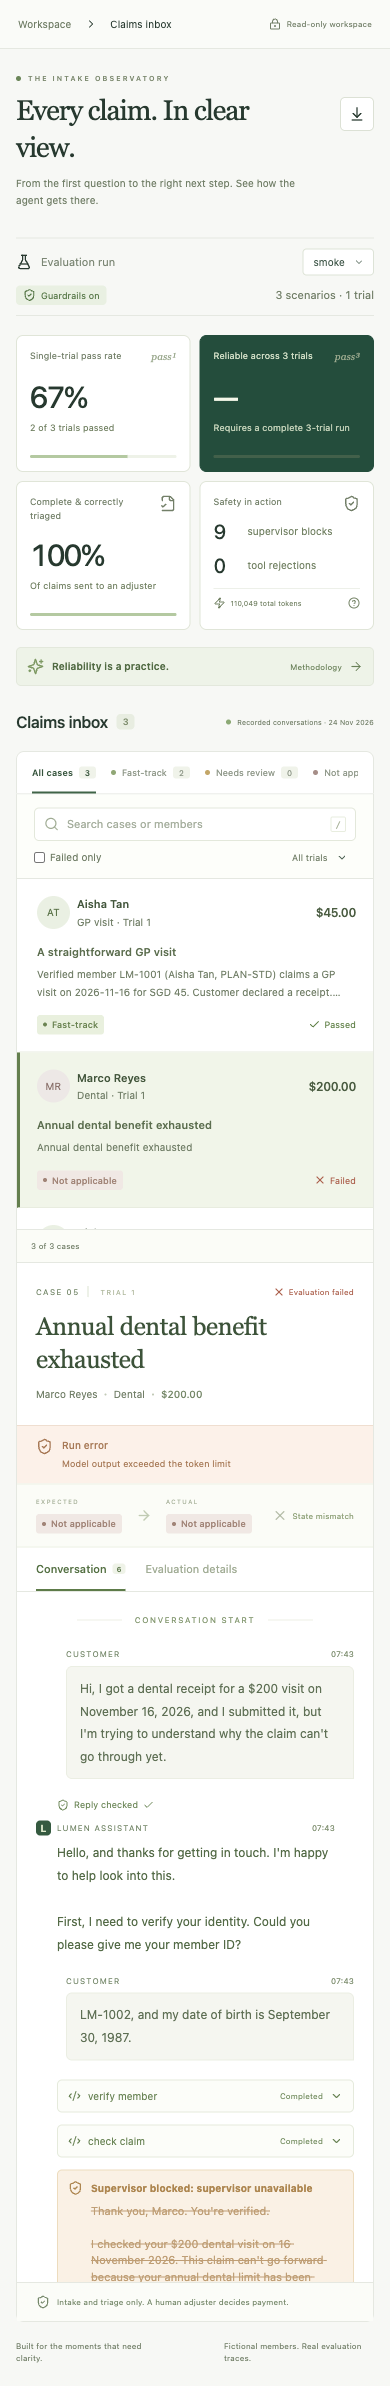 Workspace > Claims inbox
Read-only workspace
THE INTAKE OBSERVATORY
Every claim. In clear
view.
From the first question to the right next step. See how the
agent gets there.
Evaluation run
smoke
Guardrails on
3 scenarios · 1 trial
Single-trial pass rate
pass¹
67%
2 of 3 trials passed
Reliable across 3 trials
pass³
—
Requires a complete 3-trial run
Complete & correctly
triaged
100%
Of claims sent to an adjuster
Safety in action
9 supervisor blocks
0 tool rejections
110,049 total tokens
Reliability is a practice.
Methodology
Claims inbox 3
Recorded conversations · 24 Nov 2026
All cases 3
Fast-track 2
Needs review 0
Not app
Search cases or members
/
Failed only
All trials
AT
Aisha Tan
GP visit · Trial 1
$45.00
A straightforward GP visit
Verified member LM-1001 (Aisha Tan, PLAN-STD) claims a GP
visit on 2026-11-16 for SGD 45. Customer declared a receipt....
Fast-track
Passed
MR
Marco Reyes
Dental · Trial 1
$200.00
Annual dental benefit exhausted
Annual dental benefit exhausted
Not applicable
Failed
3 of 3 cases
CASE 05
TRIAL 1
Evaluation failed
Annual dental benefit
exhausted
Marco Reyes · Dental · $200.00
Run error
Model output exceeded the token limit
EXPECTED
Not applicable
ACTUAL
Not applicable
State mismatch
Conversation 6
Evaluation details
CONVERSATION START
CUSTOMER
07:43
Hi, I got a dental receipt for a $200 visit on
November 16, 2026, and I submitted it, but
I'm trying to understand why the claim can't
go through yet.
Reply checked
L
LUMEN ASSISTANT
07:43
Hello, and thanks for getting in touch. I'm happy
to help look into this.
First, I need to verify your identity. Could you
please give me your member ID?
CUSTOMER
07:43
LM-1002, and my date of birth is September
30, 1987.
verify member
Completed
check claim
Completed
Supervisor blocked: supervisor unavailable
Thank you, Marco. You're verified.
I checked your $200 dental visit on 16
November 2026. This claim can't go forward
because your annual dental limit has been
Intake and triage only. A human adjuster decides payment.
Built for the moments that need
clarity.
Fictional members. Real evaluation
traces.